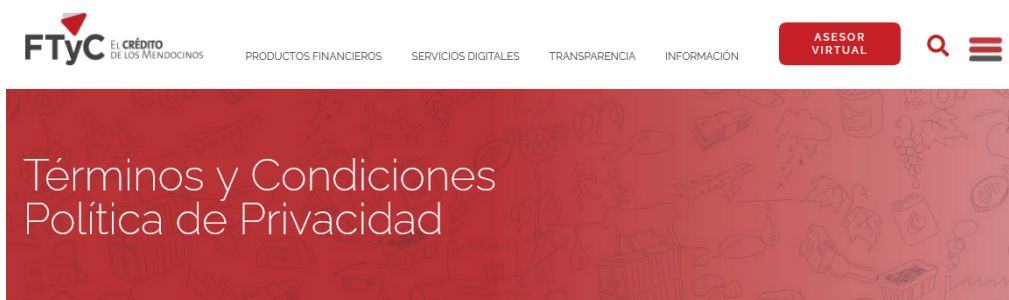 FTyC
EL CRÉDITO
DE LOS MENDOCINOS
PRODUCTOS FINANCIEROS
SERVICIOS DIGITALES
TRANSPARENCIA
INFORMACIÓN
ASESOR
VIRTUAL
Términos y Condiciones
Política de Privacidad